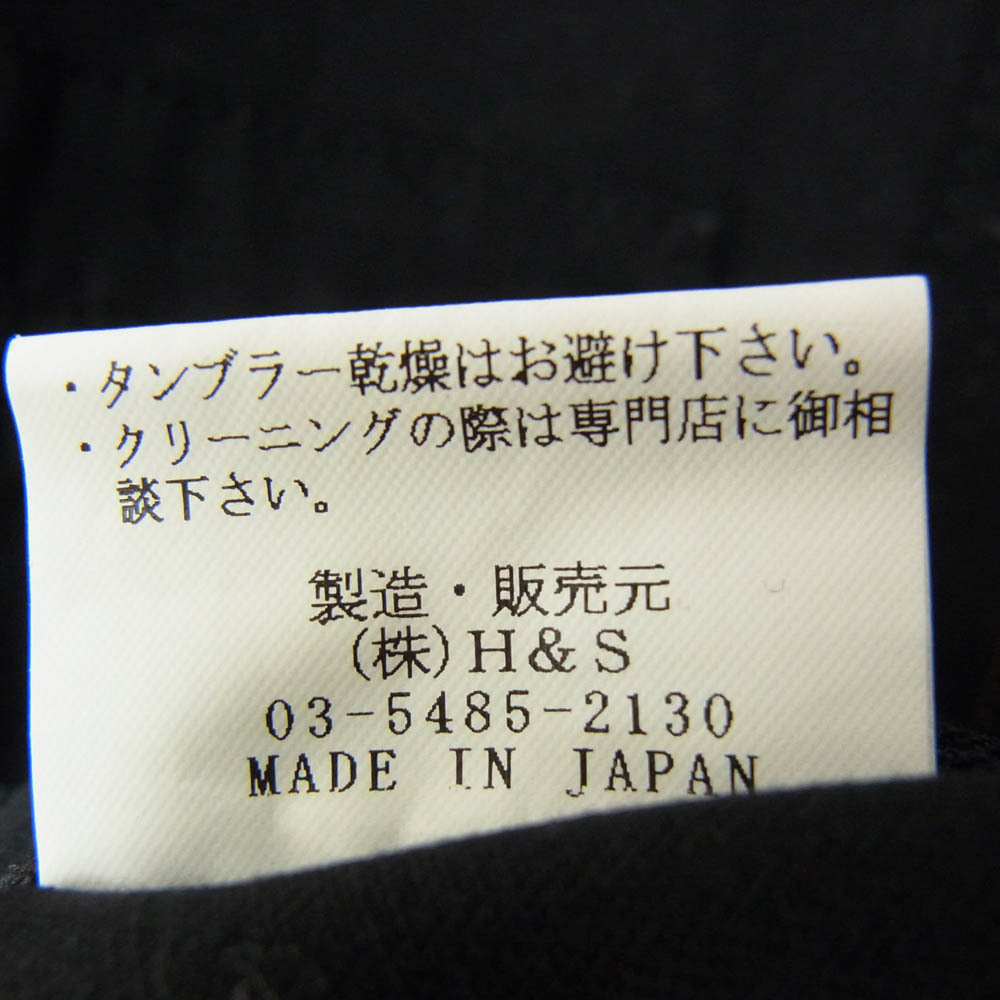 ・タンブラー乾燥はお避け下さい。
・クリーニングの際は専門店に御相
談下さい。
製造・販売元
(株)H&S
03-5485-2130
MADE IN JAPAN